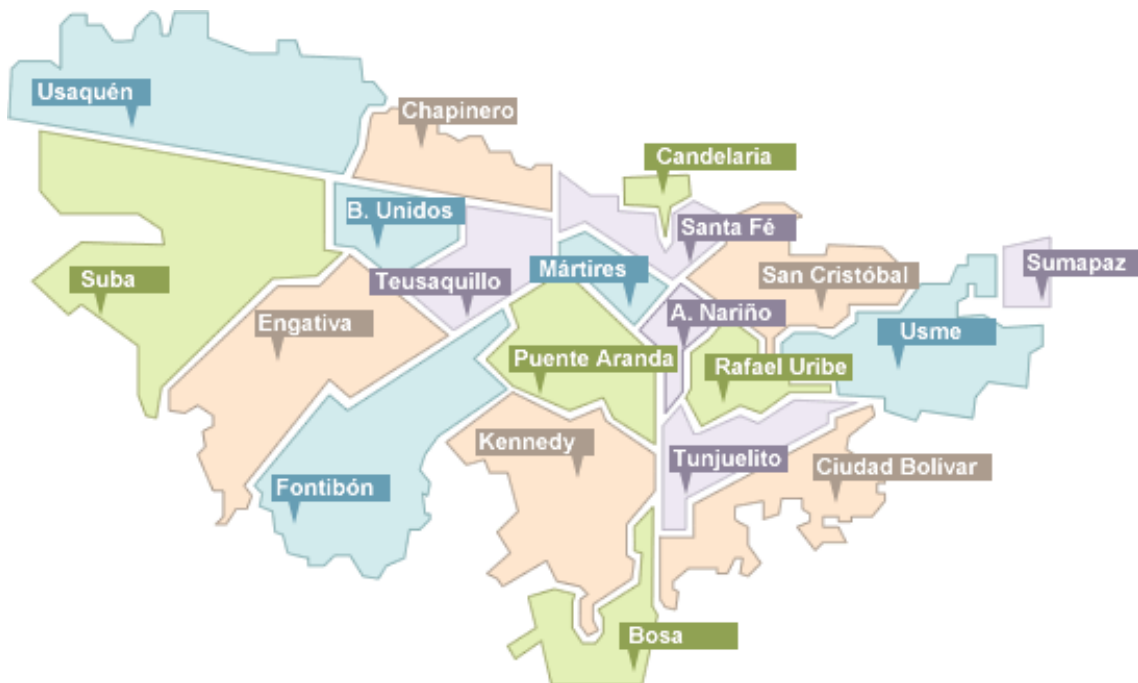 Usaquén
Chapinero
Candelaria
B. Unidos
Santa Fé
Suba
Teusaquillo
Mártires
San Cristóbal
Sumapaz
Engativa
A. Nariño
Usme
Puente Aranda
Rafael Uribe
Kennedy
Tunjuelito
Ciudad Bolívar
Fontibón
Bosa